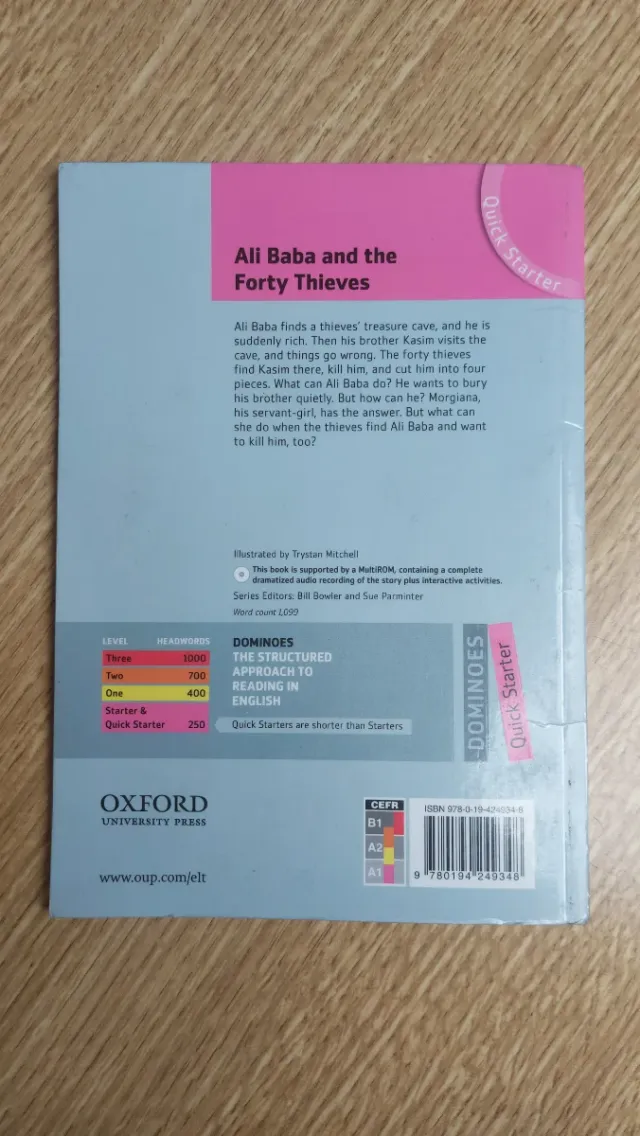 Quick Starter
Ali Baba and the
Forty Thieves
Ali Baba finds a thieves' treasure cave, and he is
suddenly rich. Then his brother Kasim visits the
cave, and things go wrong. The forty thieves
find Kasim there, kill him, and cut him into four
pieces. What can Ali Baba do? He wants to bury
his brother quietly. But how can he? Morgiana,
his servant-girl, has the answer. But what can
she do when the thieves find Ali Baba and want
to kill him, too?
Illustrated by Trystan Mitchell
This book is supported by a MultiROM, containing a complete
dramatized audio recording of the story plus interactive activities.
Series Editors: Bill Bowler and Sue Parminter
Word count 1,099
LEVEL HEADWORDS
Three 1000
Two 700
One 400
Starter &
Quick Starter 250
DOMINOES
THE STRUCTURED
APPROACH TO
READING IN
ENGLISH
Quick Starters are shorter than Starters
DOMINOES
Quick Starter
OXFORD
UNIVERSITY PRESS
www.oup.com/elt
CEFR
B1
A2
A1
ISBN 978-0-19-424934-8
9 780194 249348